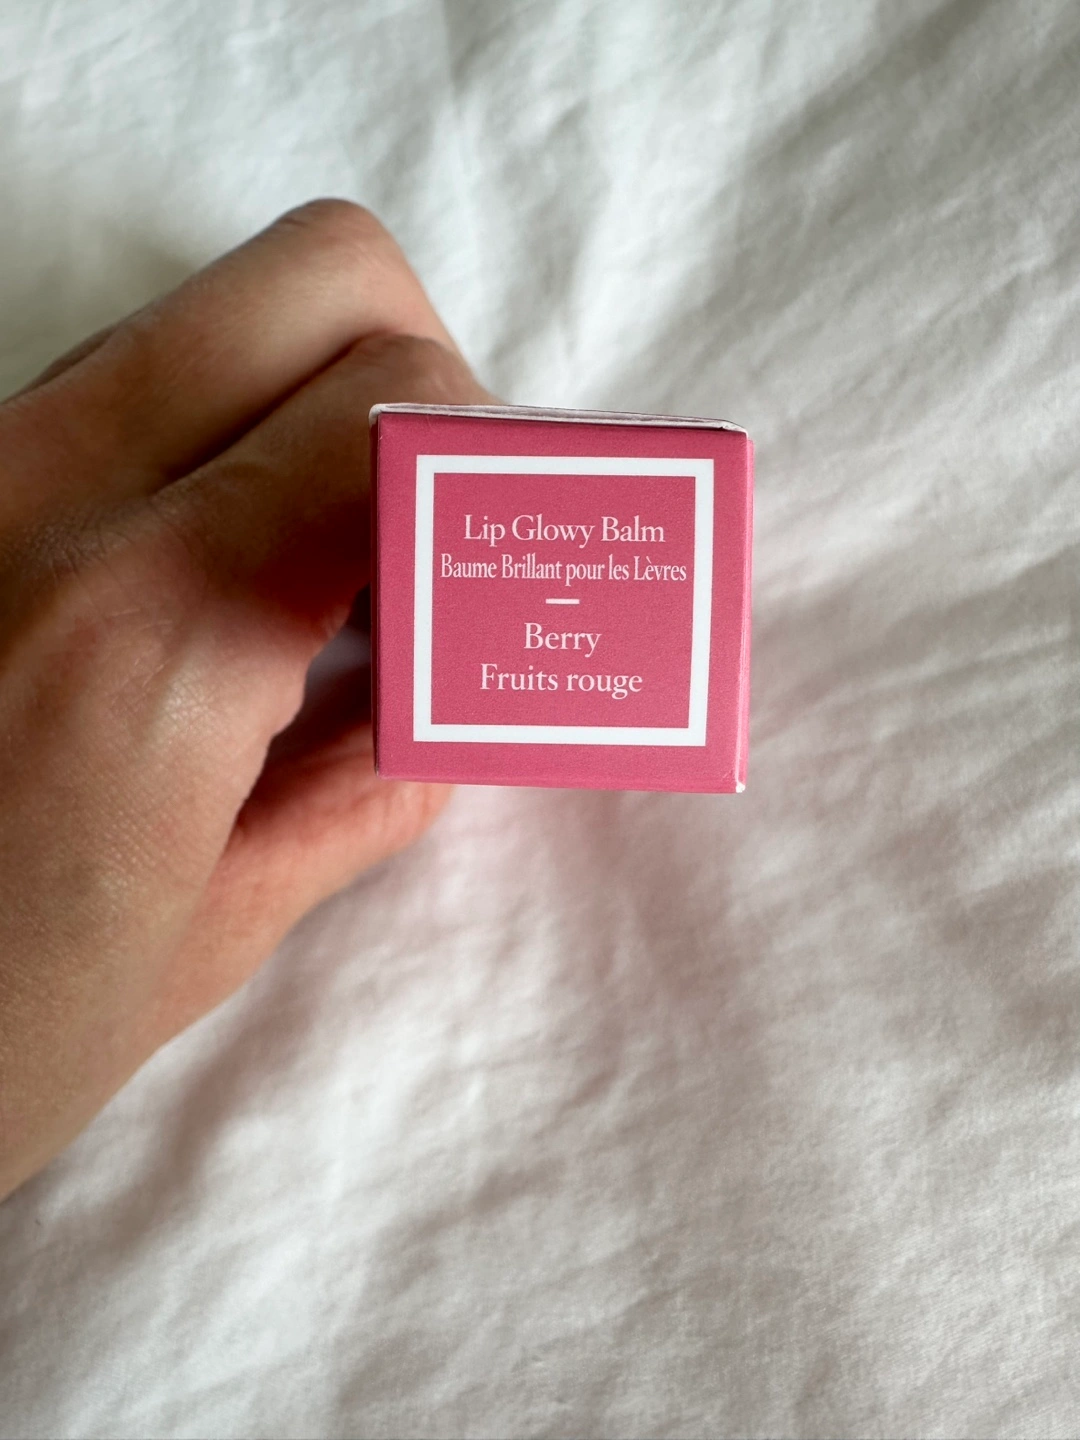 Lip Glowy Balm
Baume Brillant pour les Lèvres
Berry
Fruits rouge